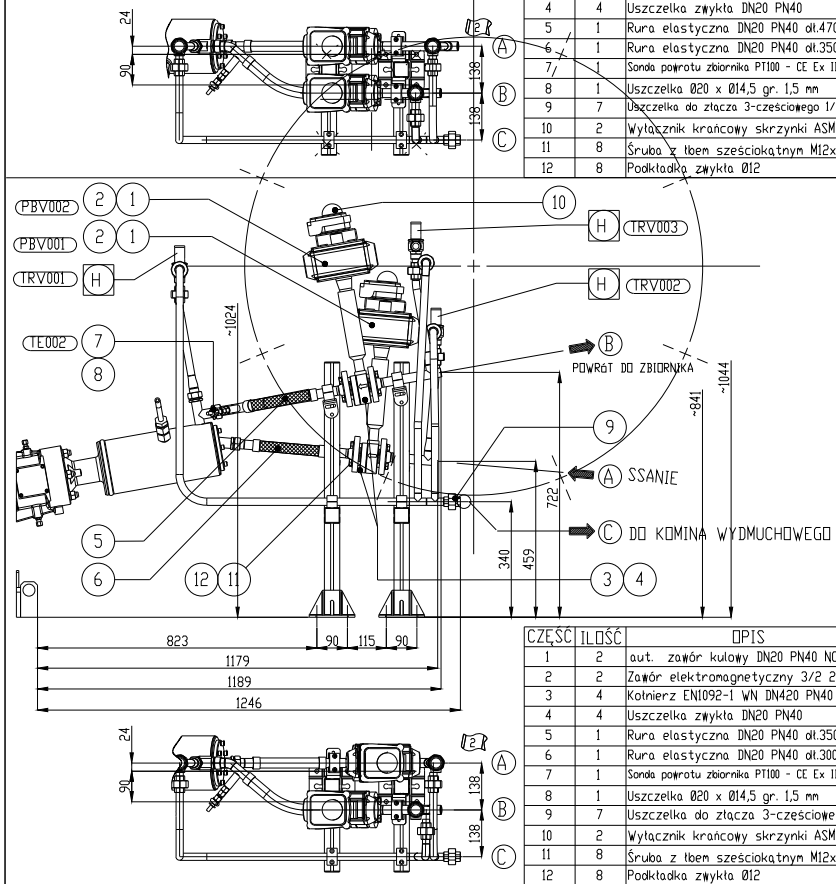 4 4 Uszczelka zwykła DN20 PN40
5 1 Rura elastyczna DN20 PN40 dł.470
6 1 Rura elastyczna DN20 PN40 dł.350
7 1 Sonda powrotu zbiornika PT100 - CE Ex II
8 1 Uszczelka Ø20 x Ø14,5 gr. 1,5 mm
9 7 Uszczelka do złącza 3-częściowego 1/
10 2 Wyłącznik krańcowy skrzynki ASM
11 8 Śruba z łbem sześciokątnym M12x
12 8 Podkładka zwykła Ø12
24
90
2
138
138
A
B
C
PBV002 2 1
PBV001 2 1
TRV001 H
TE002 7
8
10
H TRV003
H TRV002
~1024
B
POWRÓT DO ZBIORNIKA
~1044
~841
9
A SSANIE
722
C DO KOMINA WYDMUCHOWEGO
340
459
5
6
12 11
3 4
823
90
115
90
1179
1189
1246
CZĘŚĆ ILOŚĆ OPIS
1 2 aut. zawór kulowy DN20 PN40 NC
2 2 Zawór elektromagnetyczny 3/2 2
3 4 Kołnierz EN1092-1 WN DN420 PN40
4 4 Uszczelka zwykła DN20 PN40
5 1 Rura elastyczna DN20 PN40 dł.350
6 1 Rura elastyczna DN20 PN40 dł.300
7 1 Sonda powrotu zbiornika PT100 - CE Ex II
8 1 Uszczelka Ø20 x Ø14,5 gr. 1,5 mm
9 7 Uszczelka do złącza 3-częściowe
10 2 Wyłącznik krańcowy skrzynki ASM
11 8 Śruba z łbem sześciokątnym M12x
12 8 Podkładka zwykła Ø12
24
90
2
138
138
A
B
C